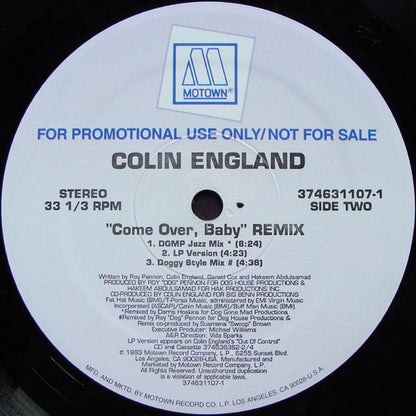 MOTOWN®
FOR PROMOTIONAL USE ONLY/NOT FOR SALE
COLIN ENGLAND
STEREO
33 1/3 RPM
374631107-1
SIDE TWO
"Come Over, Baby" REMIX
1. DGMP Jazz Mix * (6:24)
2. LP Version (4:23)
3. Doggy Style Mix # (4:38)
Written by Roy Pennon, Colin England, Darwid Cox and Hakeem Abdulsamad
PRODUCED BY ROY "DOG" PENNON FOR DOG HOUSE PRODUCTIONS &
HAKEEM ABDULSAMAD FOR HAK PRODUCTIONS INC.
CO-PRODUCED BY COLIN ENGLAND FOR BIG BENN PRODUCTIONS
Fat Hat Music (BMI)/T-Porsja Music, administered by EMI Virgin Music
Incorporated (ASCAP)/Cain Music (BMI)/Buff Man Music (BMI)
*Remixed by Dernis Hoskins for Dog Gone Mad Productions
#Remixed by Roy "Dog" Pennon for Dog House Productions &
Remix co-produced by Susmana "Swoop" Brown
Executive Producer: Michael Williams
A&R Direction: Vida Sparks
LP Version appears on Colin England's "Out Of Control"
CD and Cassette 374636362-2/4
© 1993 Motown Record Company, L.P., 6255 Sunset Blvd.
Los Angeles, CA 90028-USA. Manufactured and
Marketed by Motown Record Company, L.P., Los Angeles,
CA. All Rights Reserved. Unauthorized duplication
is a violation of applicable laws.
374631107-1
MFD. AND MKTD. BY MOTOWN RECORD CO. L.P. LOS ANGELES, CA 90028-U.S.A.